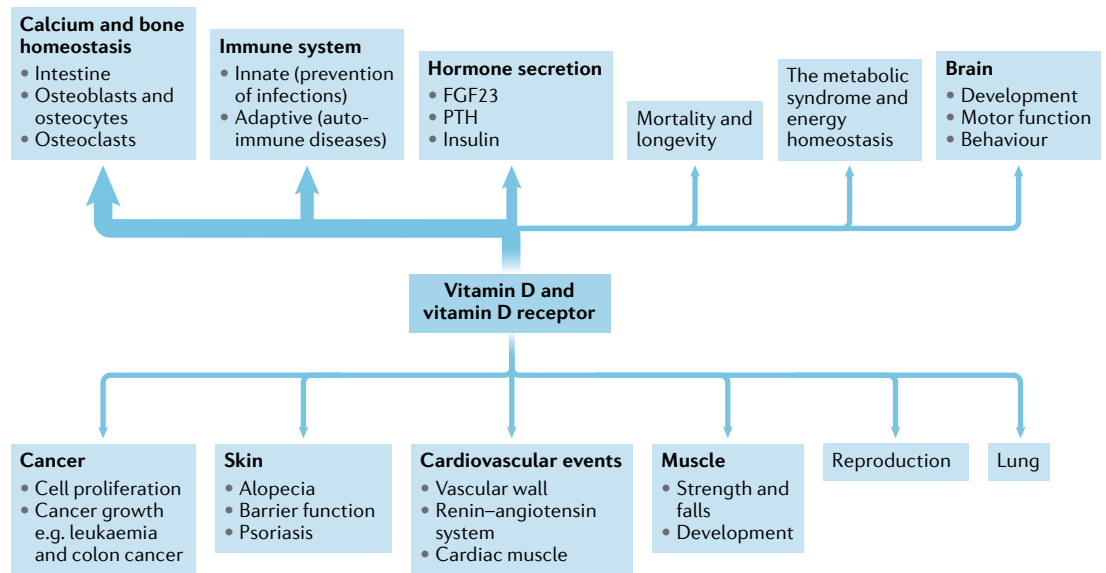 Calcium and bone
homeostasis
• Intestine
• Osteoblasts and
osteocytes
• Osteoclasts
Immune system
• Innate (prevention
of infections)
• Adaptive (auto-
immune diseases)
Hormone secretion
• FGF23
• PTH
• Insulin
Mortality and
longevity
The metabolic
syndrome and
energy
homeostasis
Brain
• Development
• Motor function
• Behaviour
Vitamin D and
vitamin D receptor
Cancer
• Cell proliferation
• Cancer growth
e.g. leukaemia
and colon cancer
Skin
• Alopecia
• Barrier function
• Psoriasis
Cardiovascular events
• Vascular wall
• Renin–angiotensin
system
• Cardiac muscle
Muscle
• Strength and
falls
• Development
Reproduction
Lung